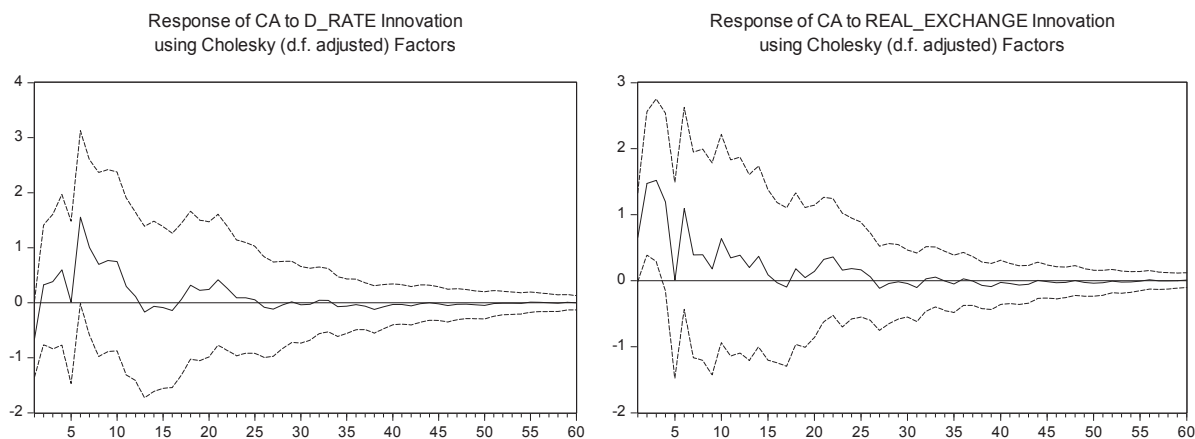 Response of CA to D_RATE Innovation
using Cholesky (d.f. adjusted) Factors
4
3
2
1
0
-1
-2
5 10 15 20 25 30 35 40 45 50 55 60
Response of CA to REAL_EXCHANGE Innovation
using Cholesky (d.f. adjusted) Factors
3
2
1
0
-1
-2
5 10 15 20 25 30 35 40 45 50 55 60